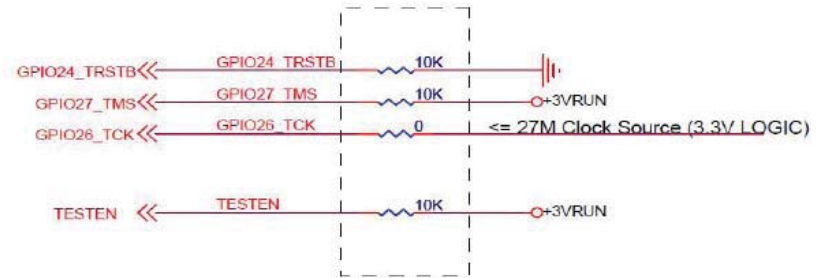 GPIO24_TRSTB GPIO24_TRSTB 10K
GPIO27_TMS GPIO27_TMS 10K +3VRUN
GPIO26_TCK GPIO26_TCK 0 <= 27M Clock Source (3.3V LOGIC)
TESTEN TESTEN 10K +3VRUN